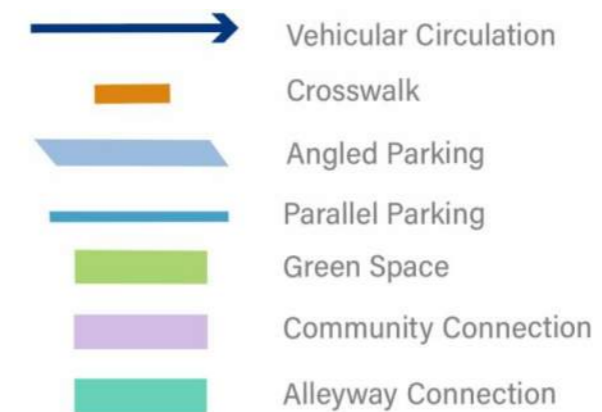 Vehicular Circulation
Crosswalk
Angled Parking
Parallel Parking
Green Space
Community Connection
Alleyway Connection